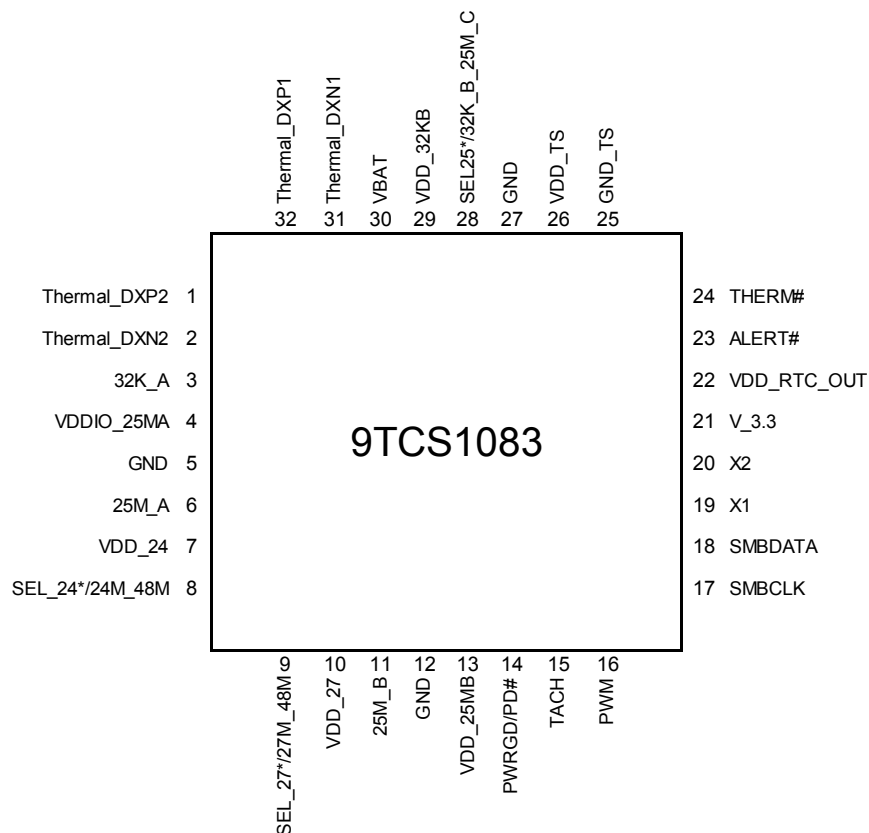 Thermal_DXP1
Thermal_DXN1
VBAT
VDD_32KB
SEL25*/32K_B_25M_C
GND
VDD_TS
GND_TS
32 31 30 29 28 27 26 25
Thermal_DXP2 1
Thermal_DXN2 2
32K_A 3
VDDIO_25MA 4
GND 5
25M_A 6
VDD_24 7
SEL_24*/24M_48M 8
9TCS1083
24 THERM#
23 ALERT#
22 VDD_RTC_OUT
21 V_3.3
20 X2
19 X1
18 SMBDATA
17 SMBCLK
9 10 11 12 13 14 15 16
SEL_27*/27M_48M
VDD_27
25M_B
GND
VDD_25MB
PWRGD/PD#
TACH
PWM